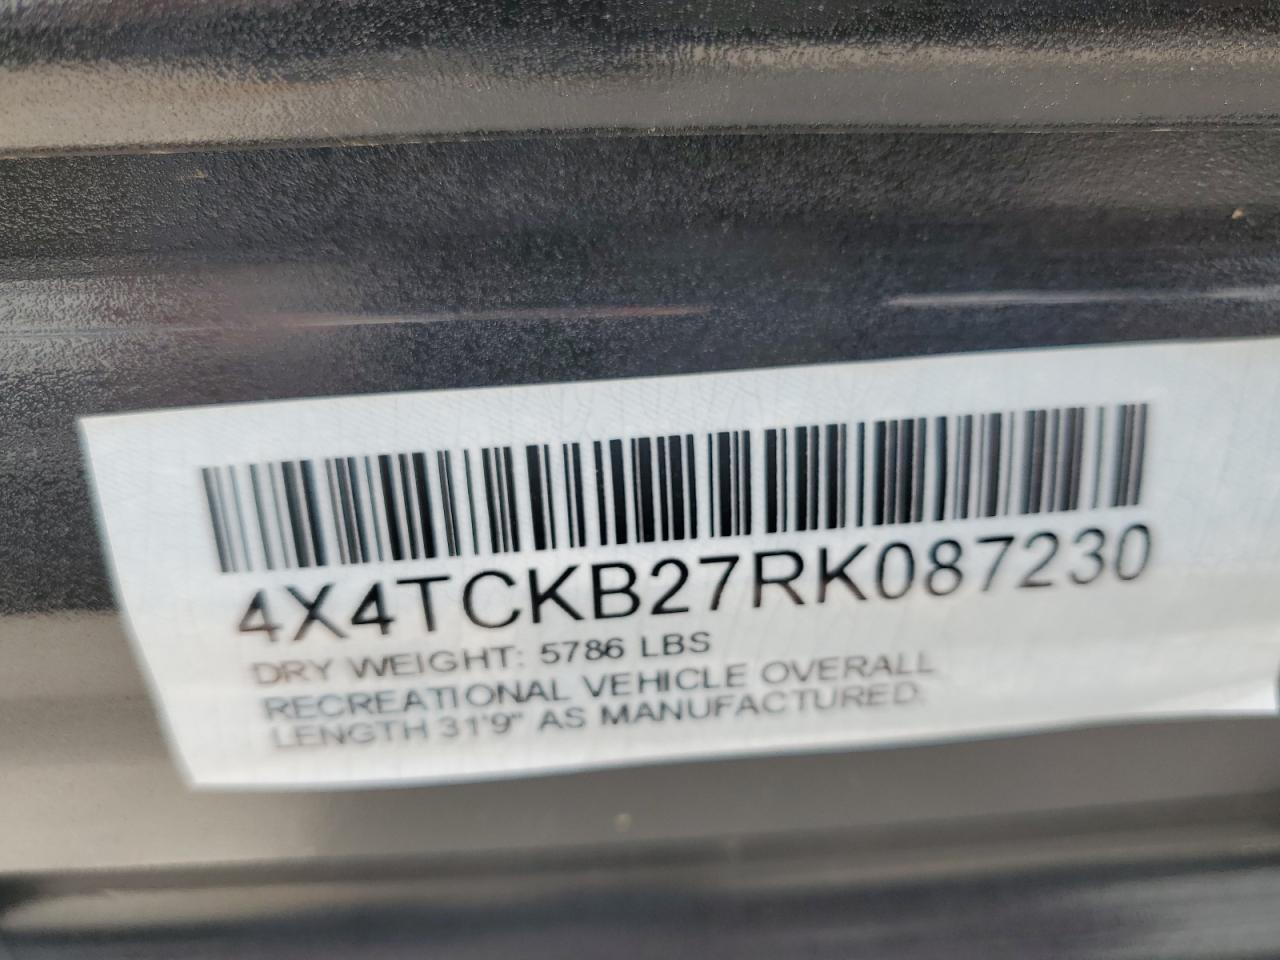 4X4TCKB27RK087230
DRY WEIGHT: 5786 LBS
RECREATIONAL VEHICLE OVERALL
LENGTH 31'9" AS MANUFACTURED.